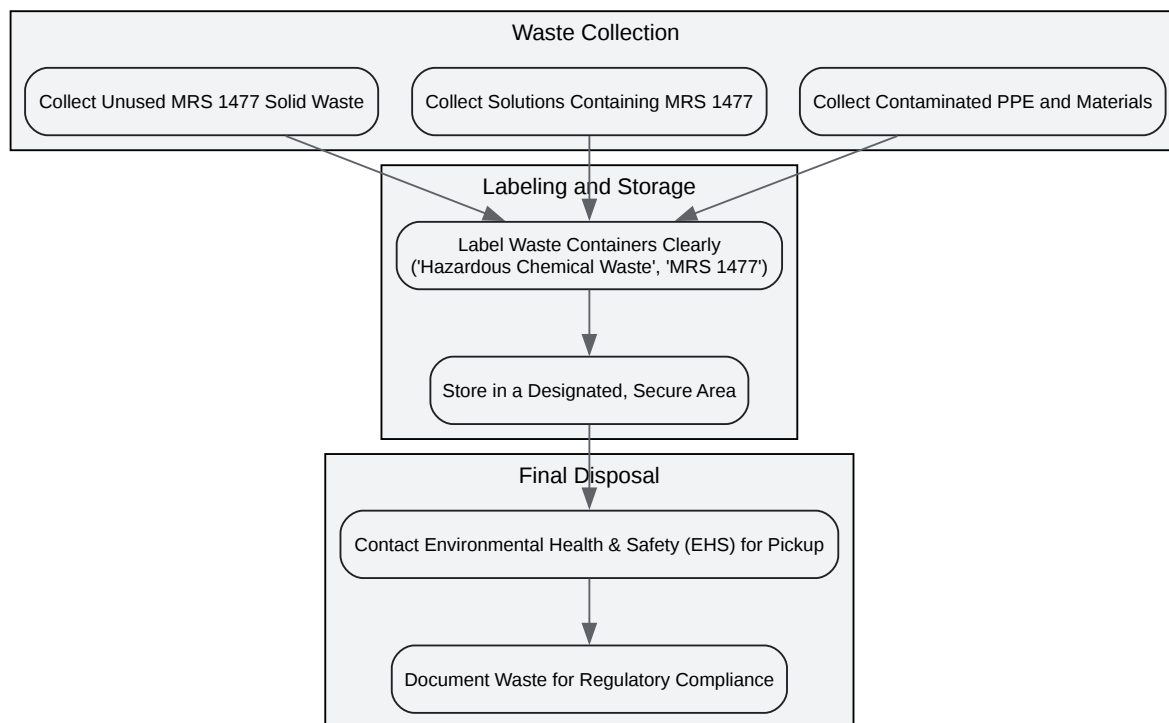 Waste Collection
Collect Unused MRS 1477 Solid Waste
Collect Solutions Containing MRS 1477
Collect Contaminated PPE and Materials
Labeling and Storage
Label Waste Containers Clearly
('Hazardous Chemical Waste', 'MRS 1477')
Store in a Designated, Secure Area
Final Disposal
Contact Environmental Health & Safety (EHS) for Pickup
Document Waste for Regulatory Compliance